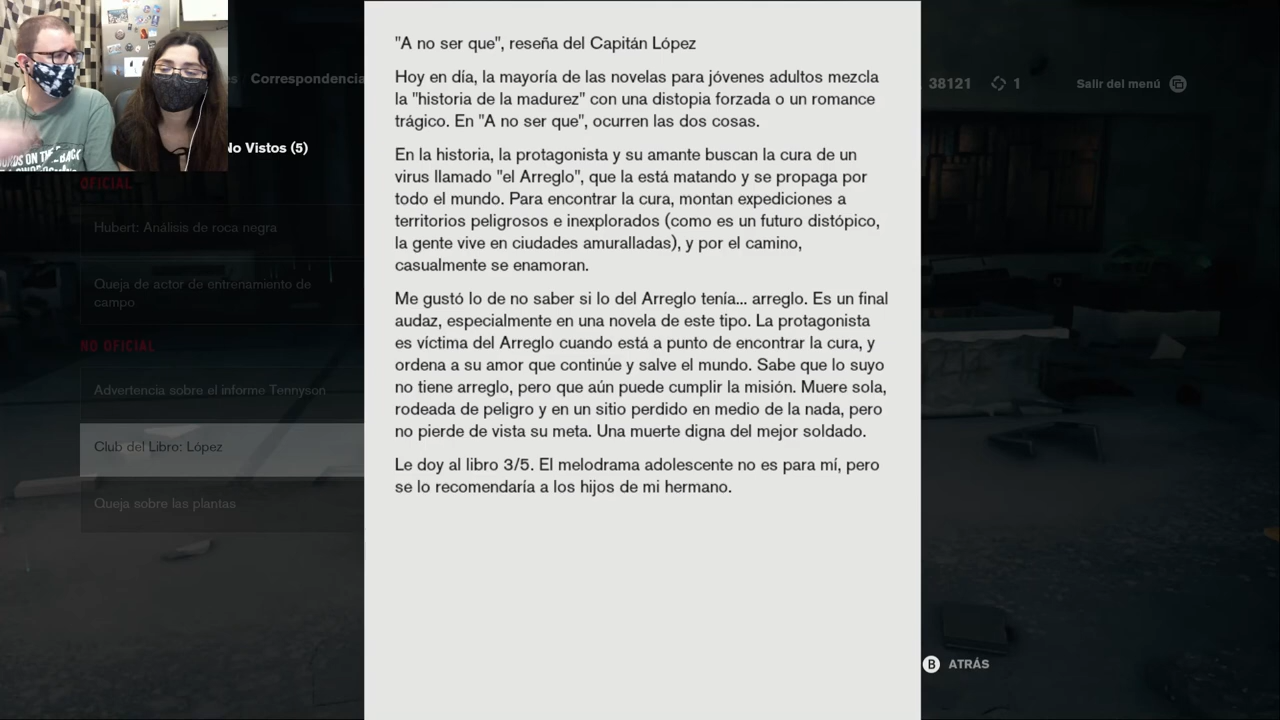 Correspondencia
38121
1
Salir del menú
No Vistos (5)
OFICIAL
Hubert: Análisis de roca negra
Queja de actor de entrenamiento de
campo
NO OFICIAL
Advertencia sobre el informe Tennyson
Club del Libro: López
Queja sobre las plantas
"A no ser que", reseña del Capitán López
Hoy en día, la mayoría de las novelas para jóvenes adultos mezcla
la "historia de la madurez" con una distopia forzada o un romance
trágico. En "A no ser que", ocurren las dos cosas.
En la historia, la protagonista y su amante buscan la cura de un
virus llamado "el Arreglo", que la está matando y se propaga por
todo el mundo. Para encontrar la cura, montan expediciones a
territorios peligrosos e inexplorados (como es un futuro distópico,
la gente vive en ciudades amuralladas), y por el camino,
casualmente se enamoran.
Me gustó lo de no saber si lo del Arreglo tenía... arreglo. Es un final
audaz, especialmente en una novela de este tipo. La protagonista
es víctima del Arreglo cuando está a punto de encontrar la cura, y
ordena a su amor que continúe y salve el mundo. Sabe que lo suyo
no tiene arreglo, pero que aún puede cumplir la misión. Muere sola,
rodeada de peligro y en un sitio perdido en medio de la nada, pero
no pierde de vista su meta. Una muerte digna del mejor soldado.
Le doy al libro 3/5. El melodrama adolescente no es para mí, pero
se lo recomendaría a los hijos de mi hermano.
B ATRÁS